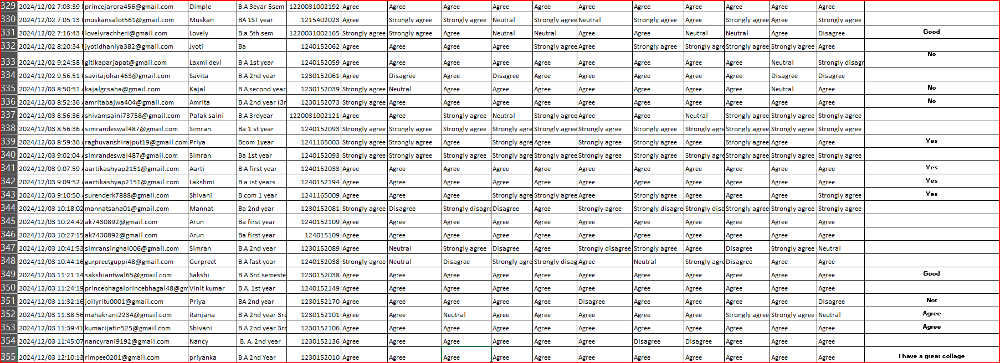 329 2024/12/02 7:03:39 princejarora456@gmail.com Dimple B.A 3eyar 5sem 1220031002192 Agree Agree Agree Agree Agree Agree Agree Agree Agree Agree Agree
330 2024/12/02 7:05:13 muskansalot561@gmail.com Muskan BA 1ST year 1215402023 Agree Strongly agree Strongly agree Neutral Strongly agree Neutral Strongly agree Agree Strongly agree Agree Strongly agree
331 2024/12/02 7:16:43 lovelyrachheri@gmail.com Lovely B.a 5th sem 1220031002165 Strongly agree Strongly agree Agree Neutral Neutral Agree Agree Neutral Neutral Agree Disagree Good
332 2024/12/02 8:20:34 jyotidhaniya382@gmail.com Jyoti Ba 1240152062 Agree Agree Agree Agree Strongly agree Agree Strongly agree Strongly agre Strongly agree Strongly agree Agree
333 2024/12/02 9:24:58 gitikaparjapat@gmail.com Laxmi devi B A 1st year 1240152059 Agree Agree Agree Agree Agree Agree Agree Agree Agree Neutral Strongly disagr No
334 2024/12/02 9:56:51 savitajohar463@gmail.com Savita B.A 2nd year 1230152061 Agree Disagree Agree Disagree Agree Agree Agree Agree Agree Disagree Disagree
335 2024/12/03 8:50:51 kajalgcsaha@gmail.com Kajal B.A.second year 1230152039 Strongly agree Neutral Agree Agree Agree Agree Agree Agree Agree Neutral Agree No
336 2024/12/03 8:52:36 amritabajwa404@gmail.com Amrita B.A 2nd year (3r 1230152073 Strongly agree Agree Agree Agree Agree Agree Agree Agree Agree Agree Agree No
337 2024/12/03 8:56:36 shivamsaini73758@gmail.com Palak saini B.A 3rdyear 1220031002121 Agree Agree Strongly agree Neutral Strongly agree Agree Agree Neutral Strongly agree Strongly agree Strongly agree
338 2024/12/03 8:56:36 simrandeswal487@gmail.com Simran Ba 1 st year 1240152093 Strongly agree Strongly agree Strongly agree Strongly agre Strongly agree Strongly agree Strongly agree Strongly agre Strongly agree Strongly agree Strongly agree
339 2024/12/03 8:59:36 raghuvanshirajput19@gmail.com Priya Bcom 1year 1241165003 Strongly agree Strongly agree Agree Strongly agre Agree Strongly agree Strongly agree Agree Strongly agree Agree Agree Yes
340 2024/12/03 9:02:04 simrandeswal487@gmail.com Simran Ba 1st year 1240152093 Strongly agree Strongly agree Strongly agree Strongly agre Strongly agree Strongly agree Strongly agree Strongly agre Strongly agree Strongly agree Strongly agree
341 2024/12/03 9:07:59 aartikashyap2151@gmail.com Aarti B.A first year 1240152033 Agree Agree Agree Agree Agree Agree Agree Agree Agree Agree Agree Yes
342 2024/12/03 9:09:52 aartikashyap2151@gmail.com Lakshmi B.a ist years 1240152194 Agree Agree Agree Agree Agree Agree Agree Agree Agree Agree Agree Yes
343 2024/12/03 9:10:50 surenderk7888@gmail.com Shivani B.com 1 year 1241165009 Agree Agree Agree Strongly agre Strongly agree Agree Strongly agree Agree Agree Agree Strongly agree Yes
344 2024/12/03 10:18:02 mannatsaha01@gmail.com Mannat Ba 2nd year 1230152081 Strongly agree Disagree Strongly disagre Disagree Agree Strongly agree Strongly disagre Strongly disa Strongly agree Strongly agree Strongly agree
345 2024/12/03 10:24:42 ak7430892@gmail.com Arun Ba first year 1240152109 Agree Agree Agree Agree Agree Agree Agree Agree Agree Agree Agree
346 2024/12/03 10:27:15 ak7430892@gmail.com Arun Ba first year 124015109 Agree Agree Agree Agree Agree Agree Agree Agree Agree Agree Agree
347 2024/12/03 10:41:53 simransinghal006@gmail.com Simran B.A 2nd year 1230152089 Agree Neutral Strongly agree Disagree Agree Strongly disagree Strongly agree Agree Disagree Strongly agree Neutral
348 2024/12/03 10:44:16 gurpreetguppi48@gmail.com Gurpreet B.A fast year 1240152038 Strongly agree Neutral Disagree Strongly agre Strongly disag Agree Neutral Strongly agre Disagree Agree Agree
349 2024/12/03 11:21:14 sakshiantwal65@gmail.com Sakshi B.A 3rd semeste 1230152038 Agree Agree Agree Agree Agree Agree Agree Agree Agree Agree Agree Good
350 2024/12/03 11:24:19 princebhagalprincebhagal48@gm Vinit kumar B.A. 1st year 1240152149 Agree Agree Agree Agree Agree Agree Agree Agree Agree Agree Agree
351 2024/12/03 11:32:16 jollyritu0001@gmail.com Priya BA 2nd year 1230152170 Agree Agree Agree Agree Agree Disagree Agree Agree Agree Agree Disagree Not
352 2024/12/03 11:38:56 mahakrani2234@gmail.com Ranjana B.A 2nd year 3rd 1230152101 Agree Agree Neutral Agree Agree Agree Agree Agree Strongly agree Strongly agree Neutral Agree
353 2024/12/03 11:39:41 kumarijatin525@gmail.com Shivani B.A 2nd year 3rd 1230152106 Agree Agree Agree Agree Agree Agree Agree Agree Agree Agree Agree Agree
354 2024/12/03 11:45:07 nancyrani9192@gmail.com Nancy B. A. 2nd year 1230152136 Agree Agree Agree Agree Agree Agree Disagree Disagree Agree Agree Agree
355 2024/12/03 12:10:13 rimpee0201@gmail.com priyanka B.A 2nd Year 1230152010 Agree Agree Agree Agree Agree Agree Agree Agree Agree Agree Agree i have a great collage